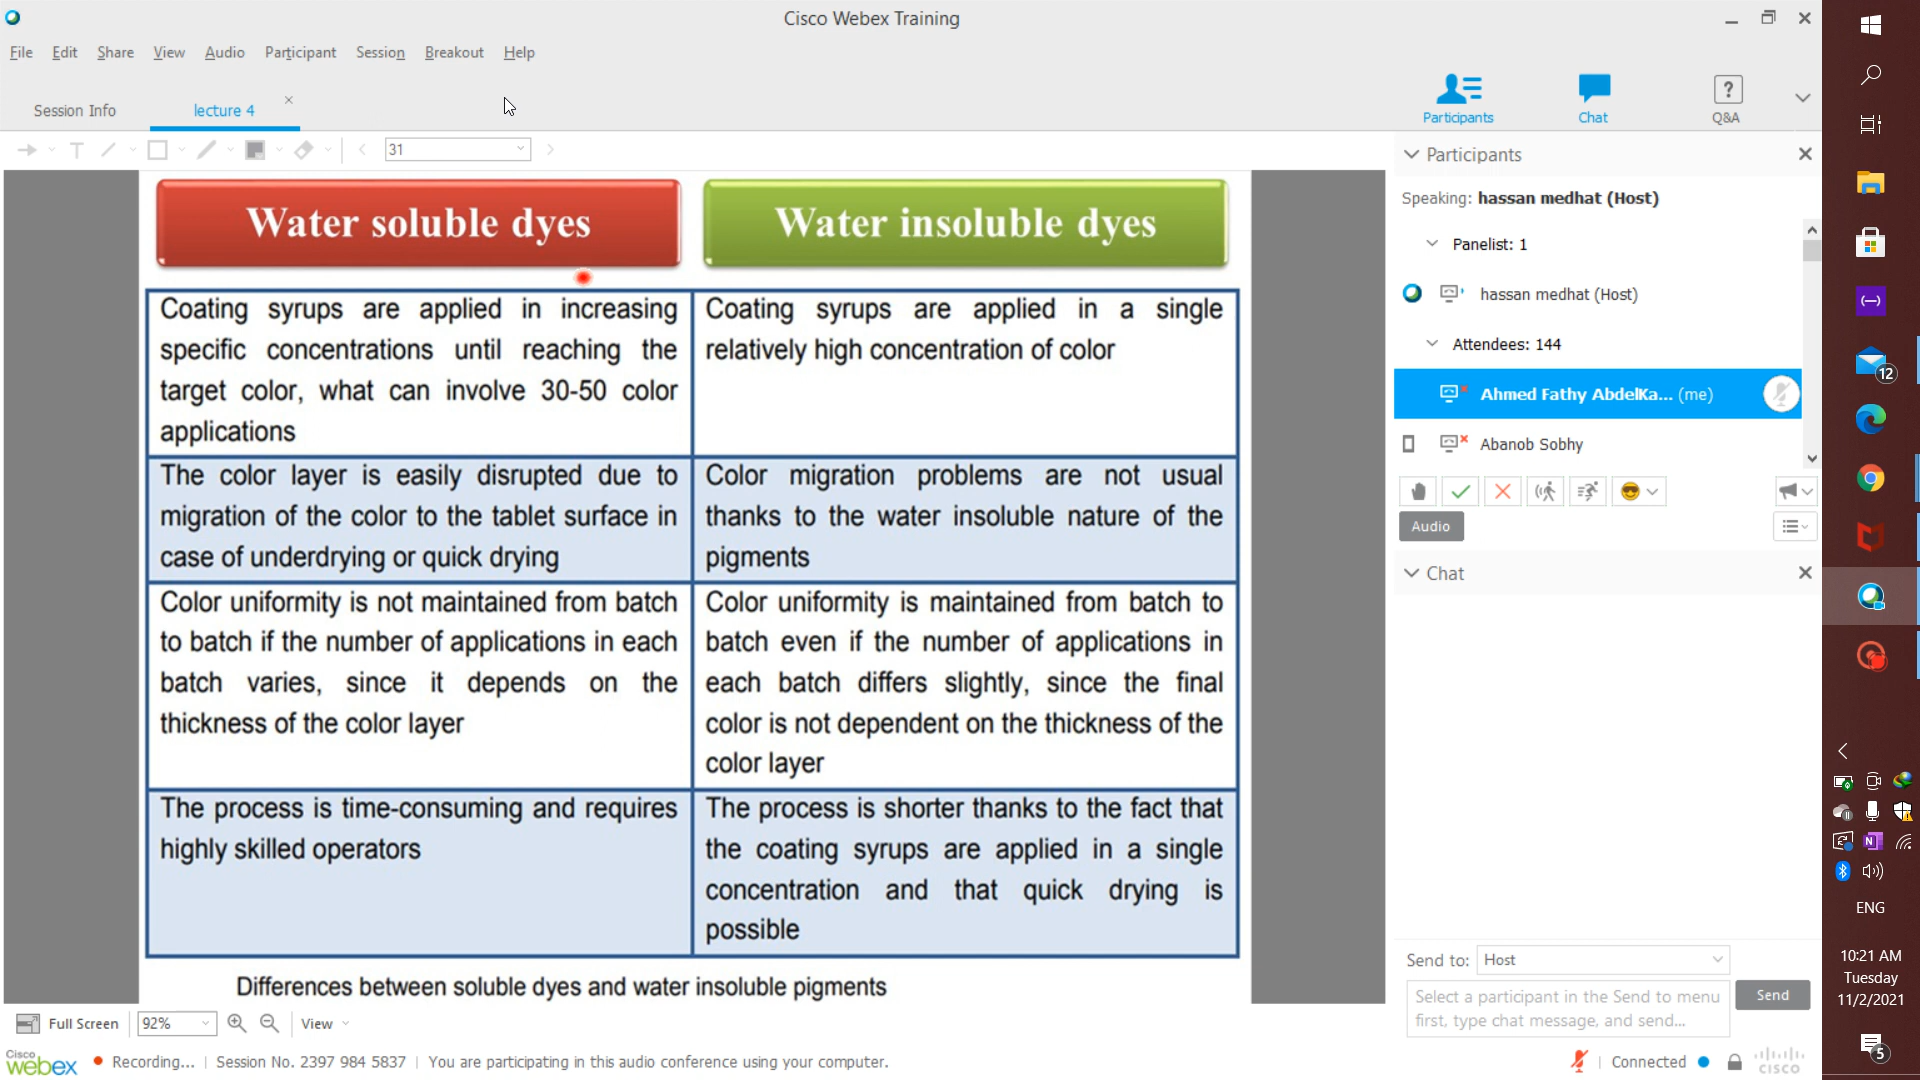 Cisco Webex Training
File Edit Share View Audio Participant Session Breakout Help
Session Info
lecture 4
Participants
Chat
?
Q&A
T
31
Water soluble dyes
Water insoluble dyes
Coating syrups are applied in increasing
specific concentrations until reaching the
target color, what can involve 30-50 color
applications
Coating syrups are applied in a single
relatively high concentration of color
The color layer is easily disrupted due to
migration of the color to the tablet surface in
case of underdrying or quick drying
Color migration problems are not usual
thanks to the water insoluble nature of the
pigments
Color uniformity is not maintained from batch
to batch if the number of applications in each
batch varies, since it depends on the
thickness of the color layer
Color uniformity is maintained from batch to
batch even if the number of applications in
each batch differs slightly, since the final
color is not dependent on the thickness of the
color layer
The process is time-consuming and requires
highly skilled operators
The process is shorter thanks to the fact that
the coating syrups are applied in a single
concentration and that quick drying is
possible
Differences between soluble dyes and water insoluble pigments
Full Screen
92%
View
Cisco
webex
Recording...
Session No. 2397 984 5837
You are participating in this audio conference using your computer.
Participants
Speaking: hassan medhat (Host)
Panelist: 1
hassan medhat (Host)
Attendees: 144
Ahmed Fathy AbdelKa... (me)
Abanob Sobhy
Audio
Chat
Send to: Host
Select a participant in the Send to menu
first, type chat message, and send...
Send
Connected
CISCO
12
ENG
10:21 AM
Tuesday
11/2/2021
5